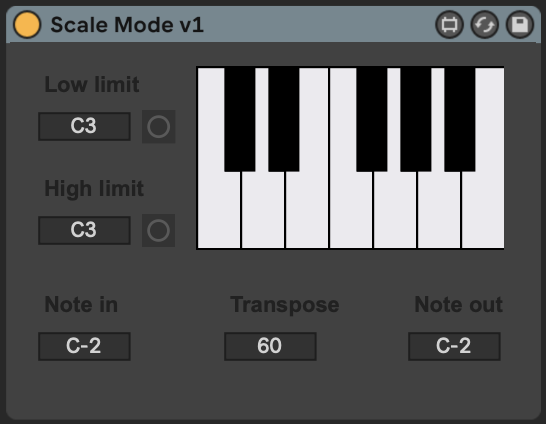 Scale Mode v1
Low limit
C3
High limit
C3
Note in Transpose Note out
C-2 60 C-2